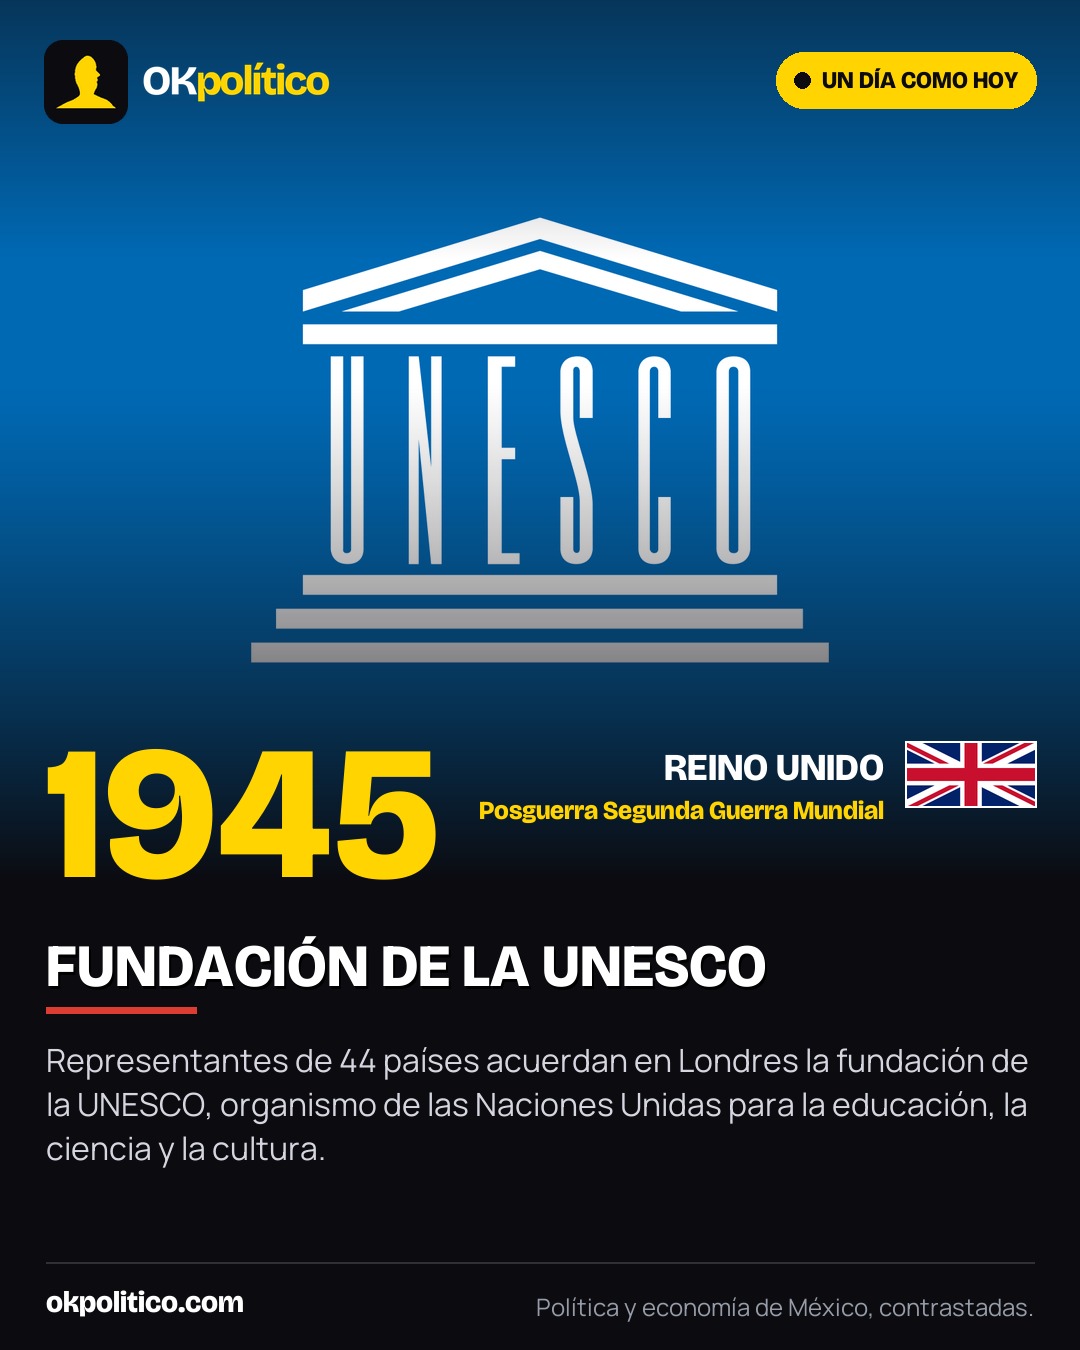 OKpolítico
UN DÍA COMO HOY
UNESCO
1945
REINO UNIDO
Posguerra Segunda Guerra Mundial
FUNDACIÓN DE LA UNESCO
Representantes de 44 países acuerdan en Londres la fundación de
la UNESCO, organismo de las Naciones Unidas para la educación, la
ciencia y la cultura.
okpolitico.com
Política y economía de México, contrastadas.